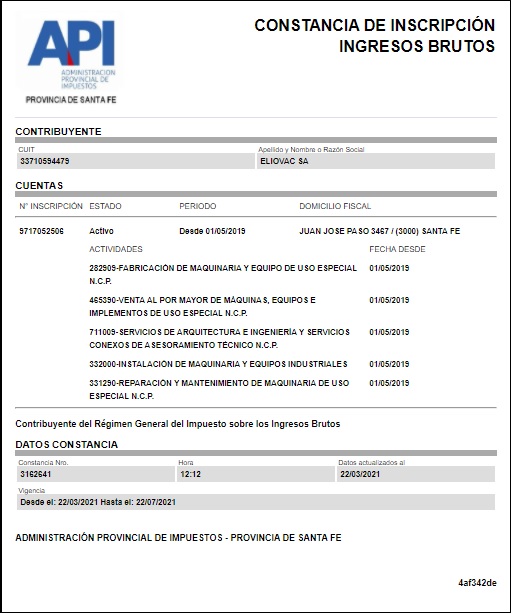 CONSTANCIA DE INSCRIPCIÓN
INGRESOS BRUTOS
API
ADMINISTRACION
PROVINCIAL DE
IMPUESTOS
PROVINCIA DE SANTA FE
CONTRIBUYENTE
CUIT Apellido y Nombre o Razón Social
33710594479 ELIOVAC SA
CUENTAS
N° INSCRIPCIÓN ESTADO PERIODO DOMICILIO FISCAL
9717052506 Activo Desde 01/05/2019 JUAN JOSE PASO 3467 / (3000) SANTA FE
ACTIVIDADES FECHA DESDE
282909-FABRICACIÓN DE MAQUINARIA Y EQUIPO DE USO ESPECIAL 01/05/2019
N.C.P.
465390-VENTA AL POR MAYOR DE MÁQUINAS, EQUIPOS E 01/05/2019
IMPLEMENTOS DE USO ESPECIAL N.C.P.
711009-SERVICIOS DE ARQUITECTURA E INGENIERÍA Y SERVICIOS 01/05/2019
CONEXOS DE ASESORAMIENTO TÉCNICO N.C.P.
332000-INSTALACIÓN DE MAQUINARIA Y EQUIPOS INDUSTRIALES 01/05/2019
331290-REPARACIÓN Y MANTENIMIENTO DE MAQUINARIA DE USO 01/05/2019
ESPECIAL N.C.P.
Contribuyente del Régimen General del Impuesto sobre los Ingresos Brutos
DATOS CONSTANCIA
Constancia Nro. Hora Datos actualizados al
3162641 12:12 22/03/2021
Vigencia
Desde el: 22/03/2021 Hasta el: 22/07/2021
ADMINISTRACIÓN PROVINCIAL DE IMPUESTOS - PROVINCIA DE SANTA FE
4af342de